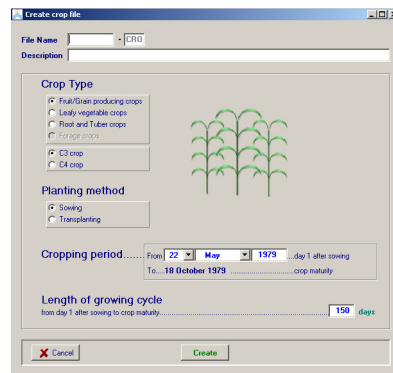 Create crop file
File Name - CRO
Description
Crop Type
Fruit/Grain producing crops
Leafy vegetable crops
Root and Tuber crops
Forage crops
C3 crop
C4 crop
Planting method
Sowing
Transplanting
Cropping period...... From 22 May 1979 ...day 1 after sowing
To....18 October 1979 ..............................crop maturity
Length of growing cycle
from day 1 after sowing to crop maturity.......................................................... 150 days
Cancel Create